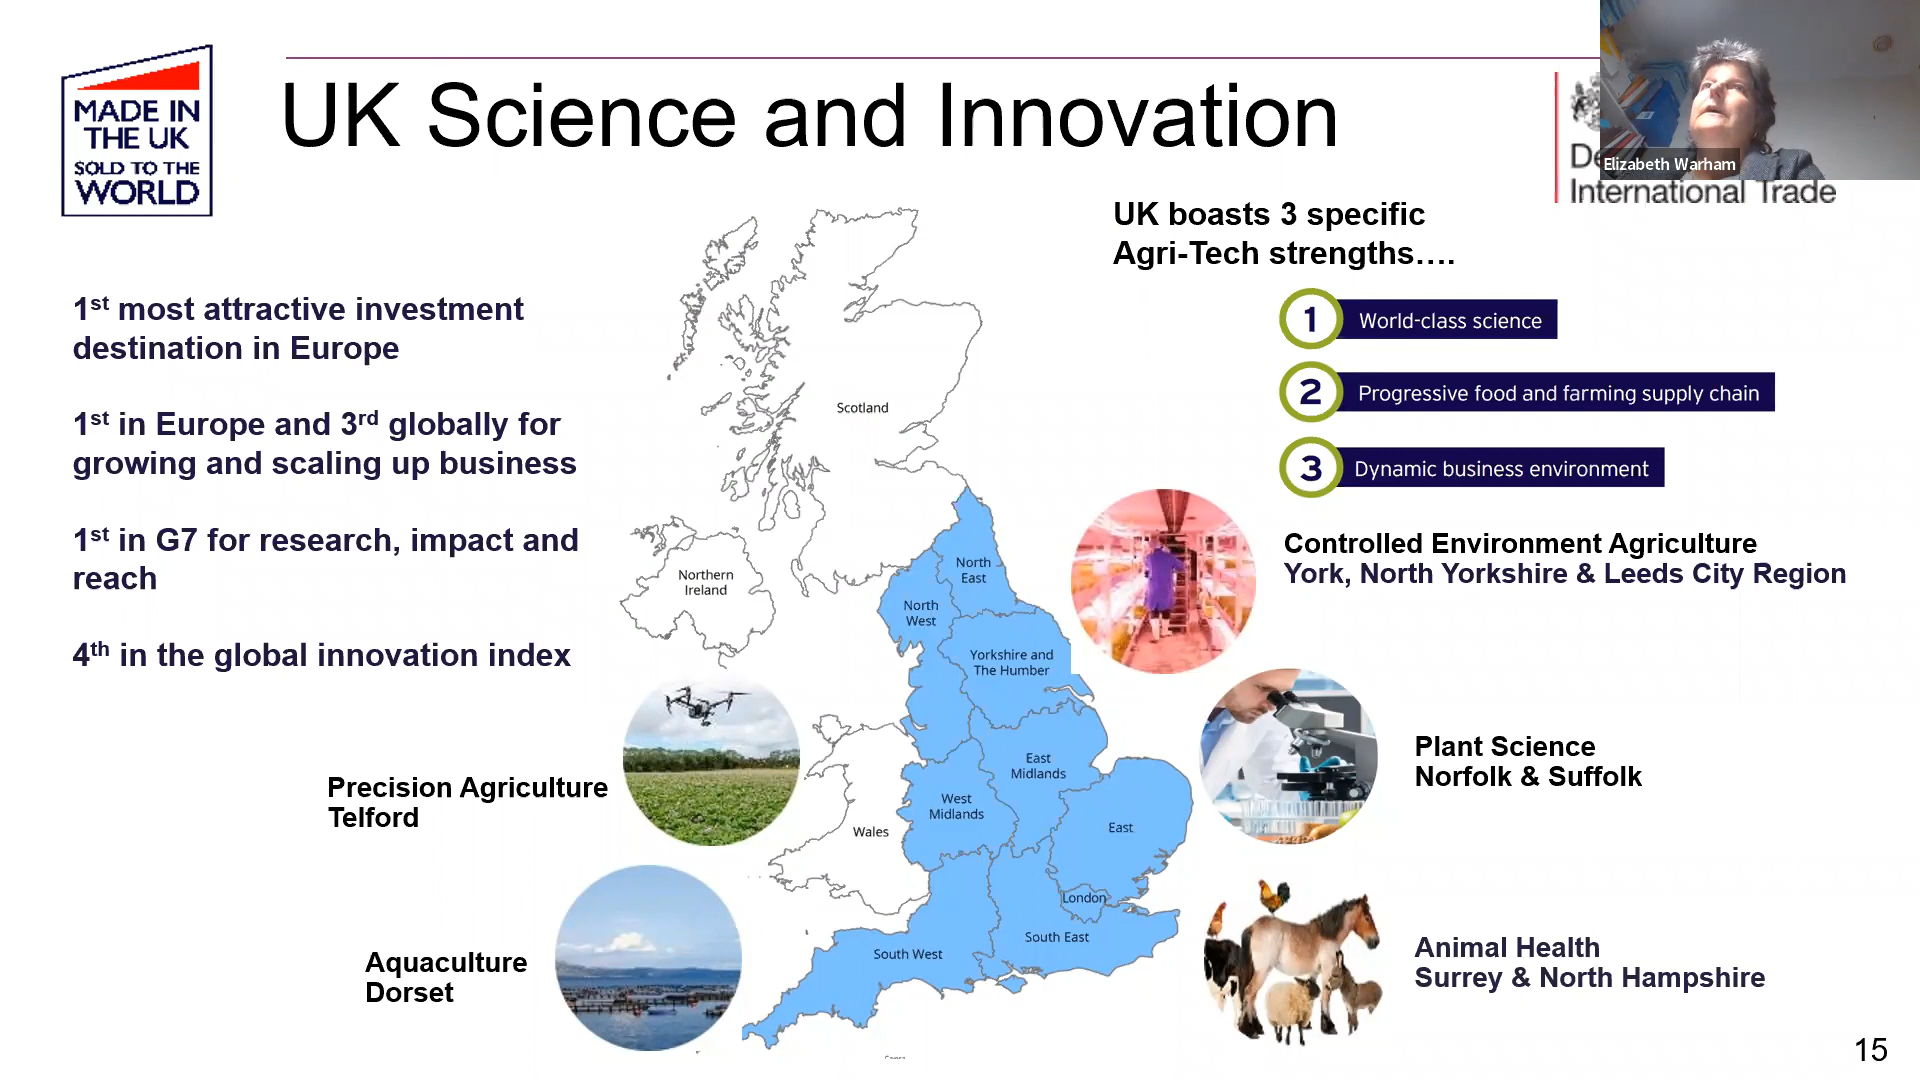 MADE IN
THE UK
SOLD TO THE
WORLD
UK Science and Innovation
Elizabeth Warham
International Trade
1st most attractive investment
destination in Europe
1st in Europe and 3rd globally for
growing and scaling up business
1st in G7 for research, impact and
reach
4th in the global innovation index
UK boasts 3 specific
Agri-Tech strengths….
1 World-class science
2 Progressive food and farming supply chain
3 Dynamic business environment
Scotland
Northern
Ireland
North
East
North
West
Yorkshire and
The Humber
East
Midlands
West
Midlands
Wales
East
London
South East
South West
Controlled Environment Agriculture
York, North Yorkshire & Leeds City Region
Plant Science
Norfolk & Suffolk
Animal Health
Surrey & North Hampshire
Precision Agriculture
Telford
Aquaculture
Dorset
15